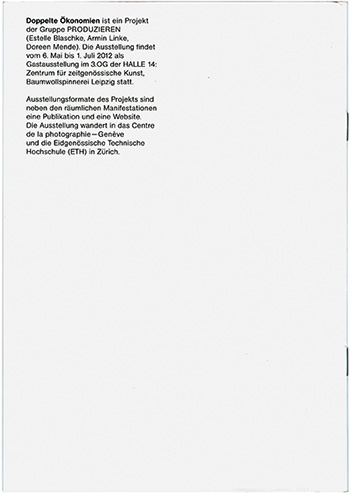 Doppelte Ökonomien ist ein Projekt
der Gruppe PRODUZIEREN
(Estelle Blaschke, Armin Linke,
Doreen Mende). Die Ausstellung findet
vom 6. Mai bis 1. Juli 2012 als
Gastausstellung im 3.OG der HALLE 14:
Zentrum für zeitgenössische Kunst,
Baumwollspinnerei Leipzig statt.
Ausstellungsformate des Projekts sind
neben den räumlichen Manifestationen
eine Publikation und eine Website.
Die Ausstellung wandert in das Centre
de la photographie – Genève
und die Eidgenössische Technische
Hochschule (ETH) in Zürich.